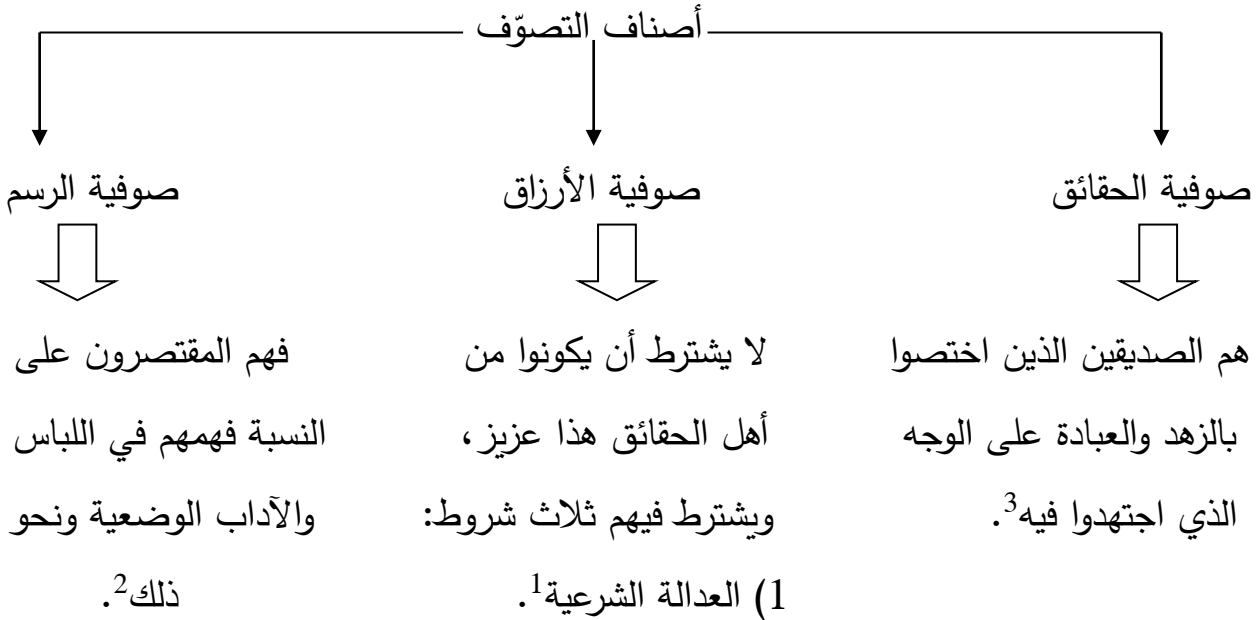 أصناف التصوّف
صوفية الحقائق
صوفية الأرزاق
صوفية الرسم
هم الصديقين الذين اختصوا
بالزهد والعبادة على الوجه
الذي اجتهدوا فيه3.
لا يشترط أن يكونوا من
أهل الحقائق هذا عزيز،
ويشترط فيهم ثلاث شروط:
1) العدالة الشرعية1.
فهم المقتصرون على
النسبة فهمهم في اللباس
والآداب الوضعية ونحو
ذلك2.